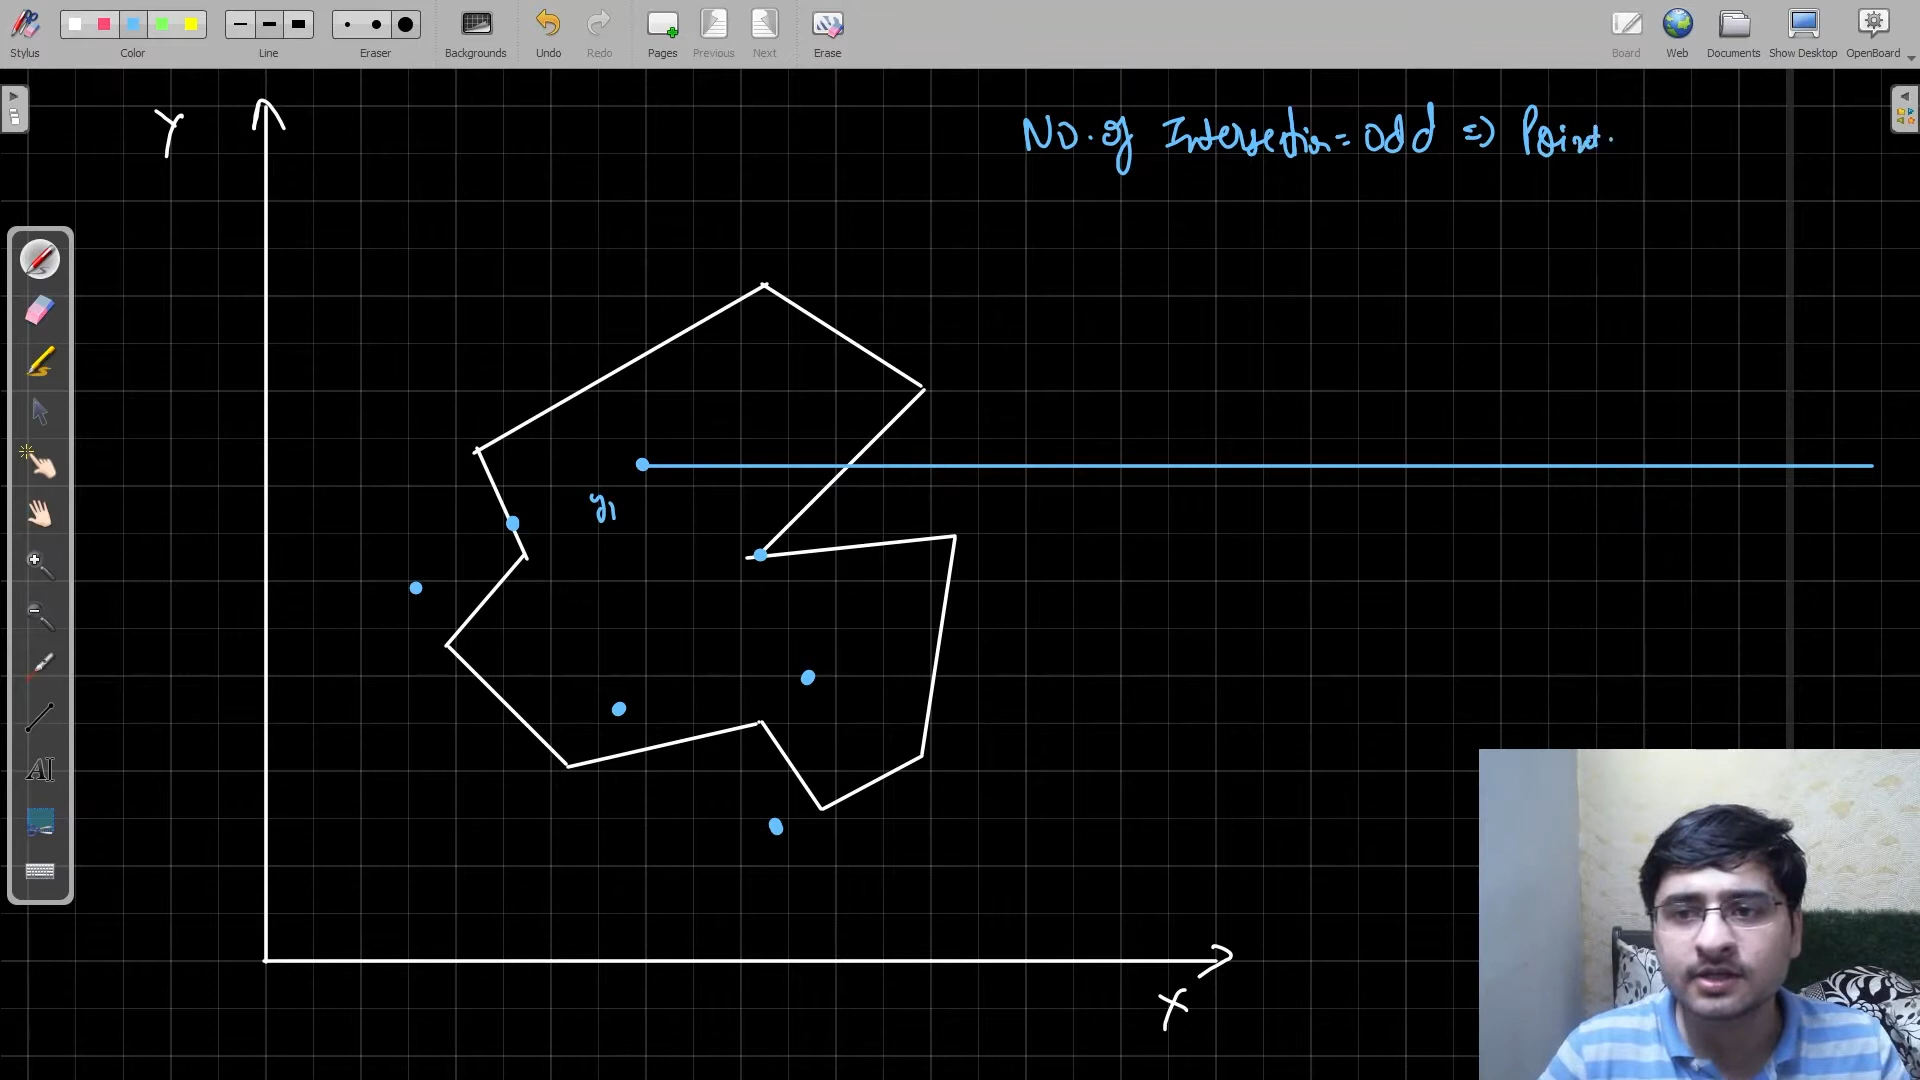 Stylus
Color
Line
Eraser
Backgrounds
Undo
Redo
Pages
Previous
Next
Erase
Board
Web
Documents
Show Desktop
OpenBoard
Y
No. of Intersection = odd => Point.
y1
X
AI